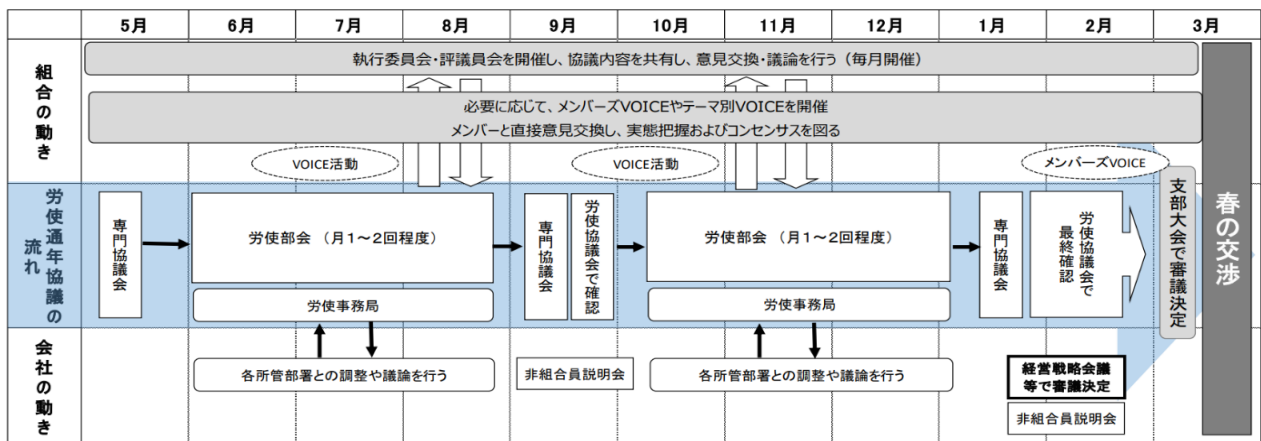 5月 6月 7月 8月 9月 10月 11月 12月 1月 2月 3月
組合の動き
執行委員会・評議員会を開催し、協議内容を共有し、意見交換・議論を行う（毎月開催）
必要に応じて、メンバーズVOICEやテーマ別VOICEを開催
メンバーと直接意見交換し、実態把握およびコンセンサスを図る
VOICE活動
VOICE活動
メンバーズVOICE
労使通年協議の
流れ
専門協議会
労使部会（月1～2回程度）
労使事務局
専門協議会
労使協議会で確認
労使部会（月1～2回程度）
労使事務局
専門協議会
労使協議会で
最終確認
支部大会で審議決定
春の交渉
会社の動き
各所管部署との調整や議論を行う
非組合員説明会
各所管部署との調整や議論を行う
経営戦略会議
等で審議決定
非組合員説明会